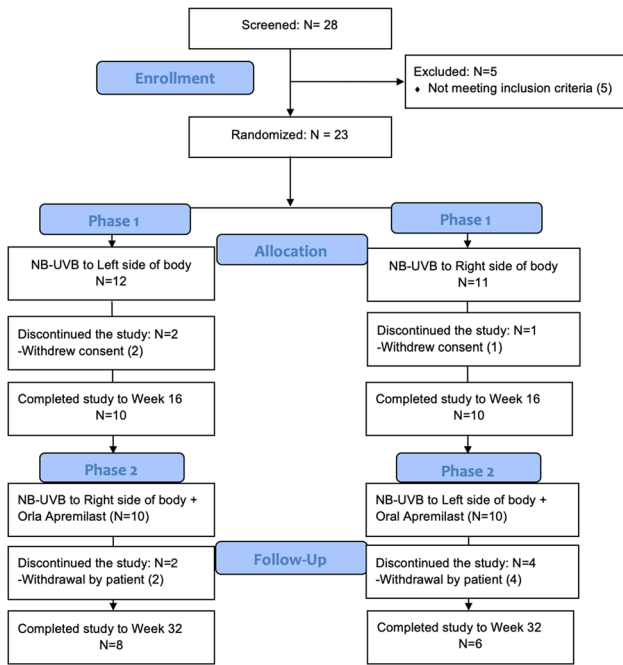 Screened: N= 28
Enrollment
Excluded: N=5
♦ Not meeting inclusion criteria (5)
Randomized: N = 23
Phase 1
Phase 1
Allocation
NB-UVB to Left side of body
N=12
NB-UVB to Right side of body
N=11
Discontinued the study: N=2
-Withdrew consent (2)
Discontinued the study: N=1
-Withdrew consent (1)
Completed study to Week 16
N=10
Completed study to Week 16
N=10
Phase 2
Phase 2
NB-UVB to Right side of body +
Orla Apremilast (N=10)
NB-UVB to Left side of body +
Oral Apremilast (N=10)
Follow-Up
Discontinued the study: N=2
-Withdrawal by patient (2)
Discontinued the study: N=4
-Withdrawal by patient (4)
Completed study to Week 32
N=8
Completed study to Week 32
N=6